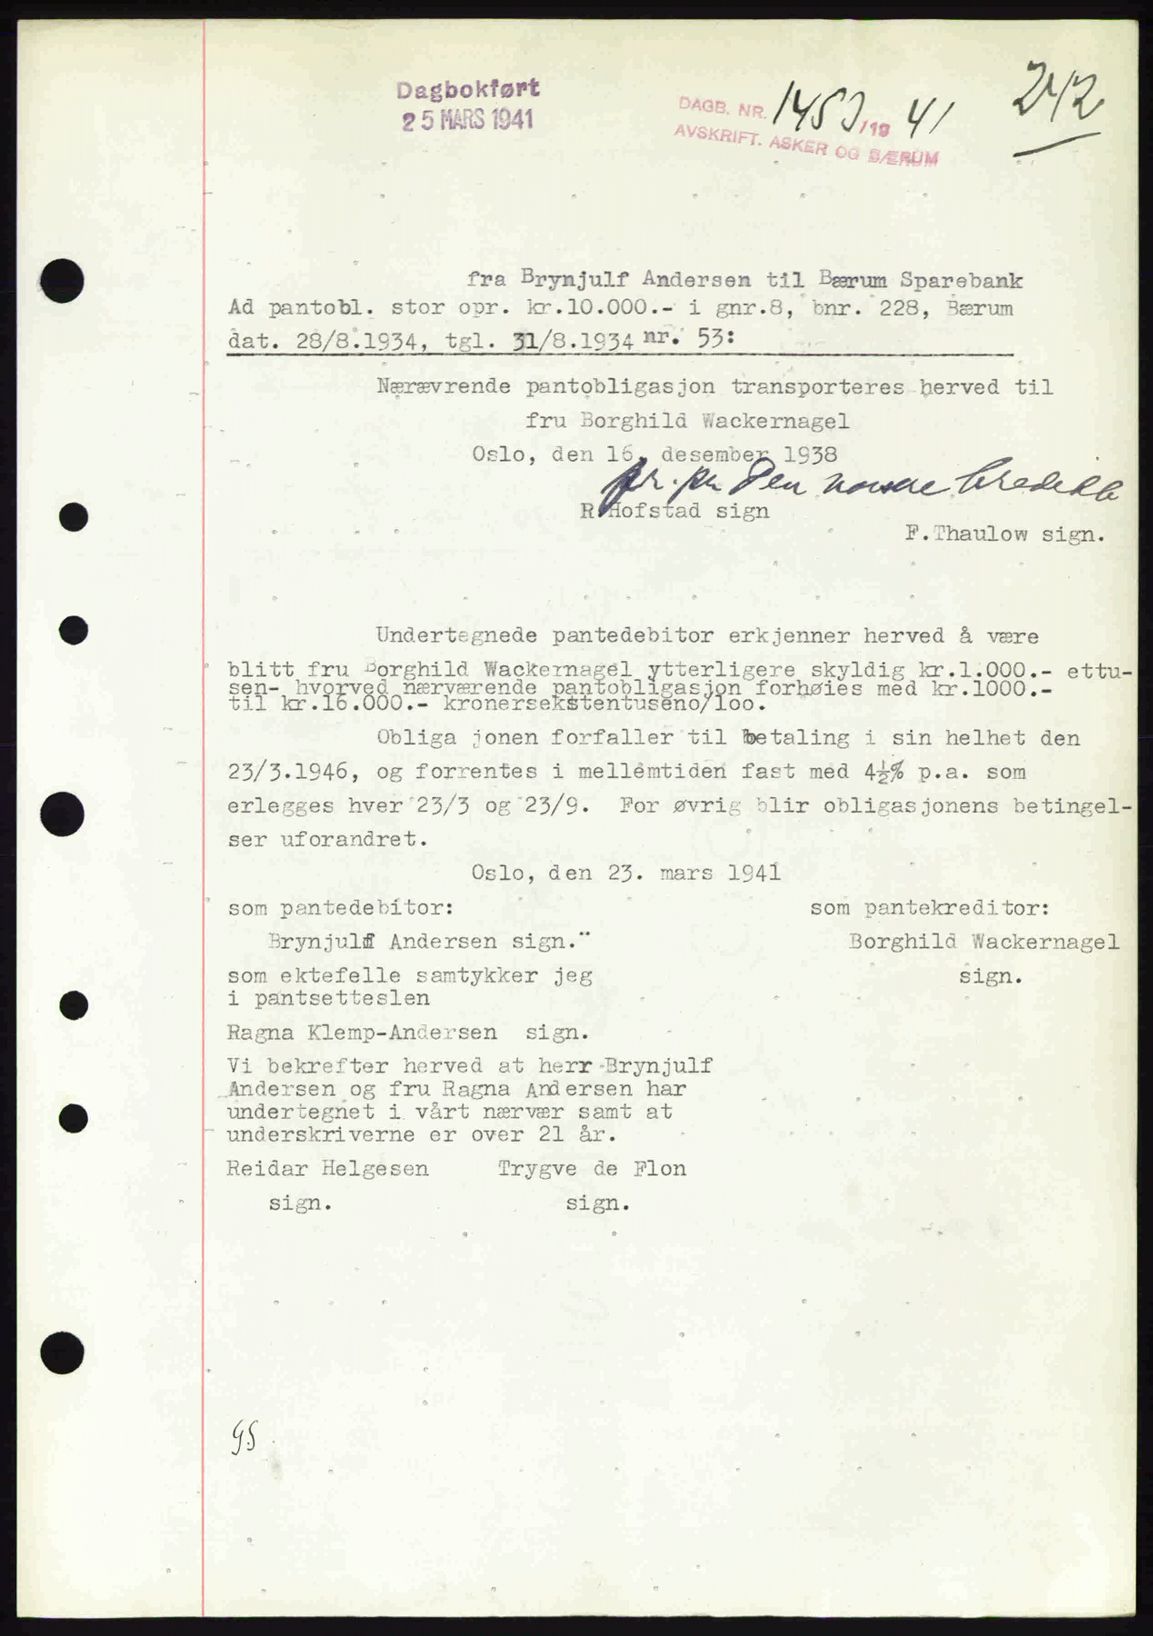 Dagbokført
25 MARS 1941
DAGB. NR. 1453/19 41
AVSKRIFT. ASKER OG BÆRUM
242
fra Brynjulf Andersen til Bærum Sparebank
Ad pantobl. stor opr. kr.10.000.- i gnr.8, bnr. 228, Bærum
dat. 28/8.1934, tgl. 31/8.1934 nr. 53:
Nærævrende pantobligasjon transporteres herved til
fru Borghild Wackernagel
Oslo, den 16. desember 1938
pr. pr. Den norske Creditb
R Hofstad sign
F.Thaulow sign.
Undertegnede pantedebitor erkjenner herved å være
blitt fru Borghild Wackernagel ytterligere skyldig kr.1.000.- ettu-
sen- hvorved nærværende pantobligasjon forhøies med kr.1000.-
til kr.16.000.- kronersekstentuseno/100.
Obliga jonen forfaller til betaling i sin helhet den
23/3.1946, og forrentes i mellemtiden fast med 4½% p.a. som
erlegges hver 23/3 og 23/9. For øvrig blir obligasjonens betingel-
ser uforandret.
Oslo, den 23. mars 1941
som pantedebitor: som pantekreditor:
Brynjulf Andersen sign." Borghild Wackernagel
som ektefelle samtykker jeg sign.
i pantsetteslen
Ragna Klemp-Andersen sign.
Vi bekrefter herved at herr Brynjulf
Andersen og fru Ragna Andersen har
undertegnet i vårt nærvær samt at
underskriverne er over 21 år.
Reidar Helgesen Trygve de Flon
sign. sign.